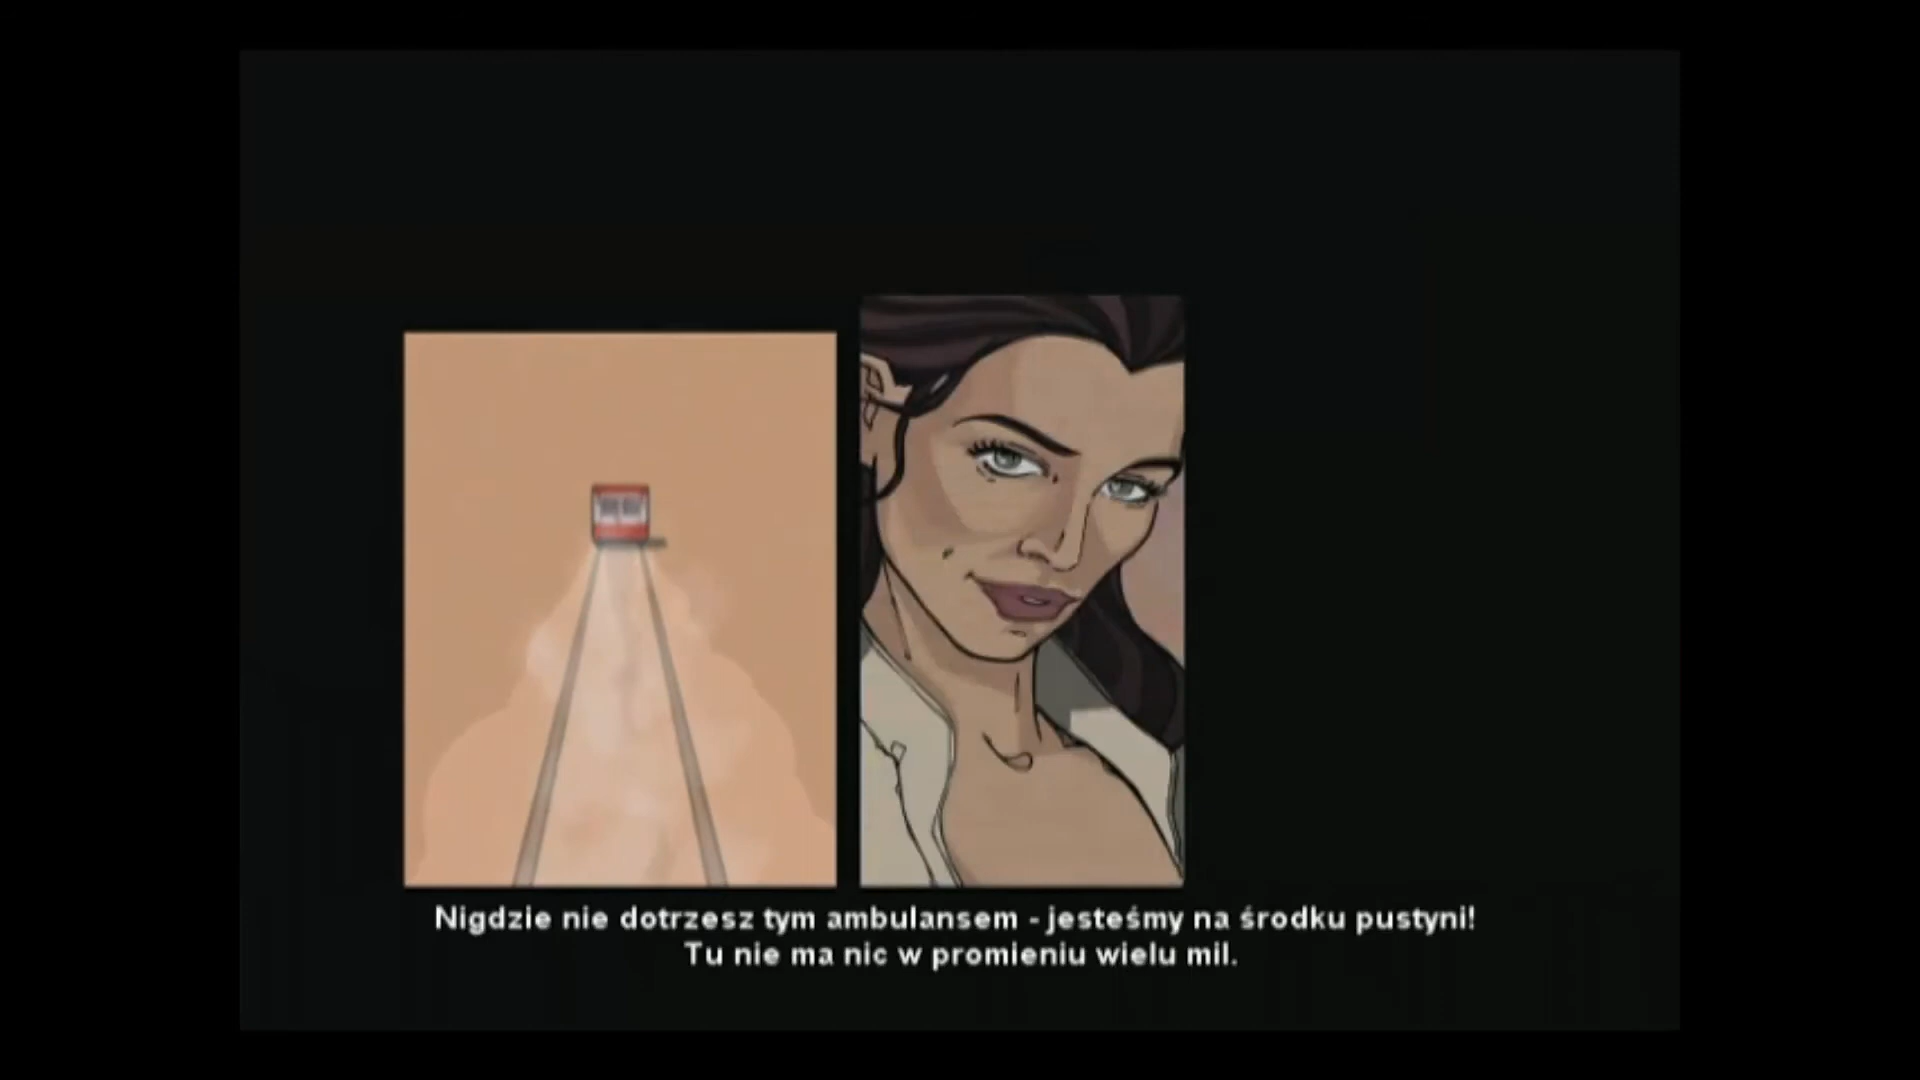 Nigdzie nie dotrzesz tym ambulansem - jesteśmy na środku pustyni!
Tu nie ma nic w promieniu wielu mil.